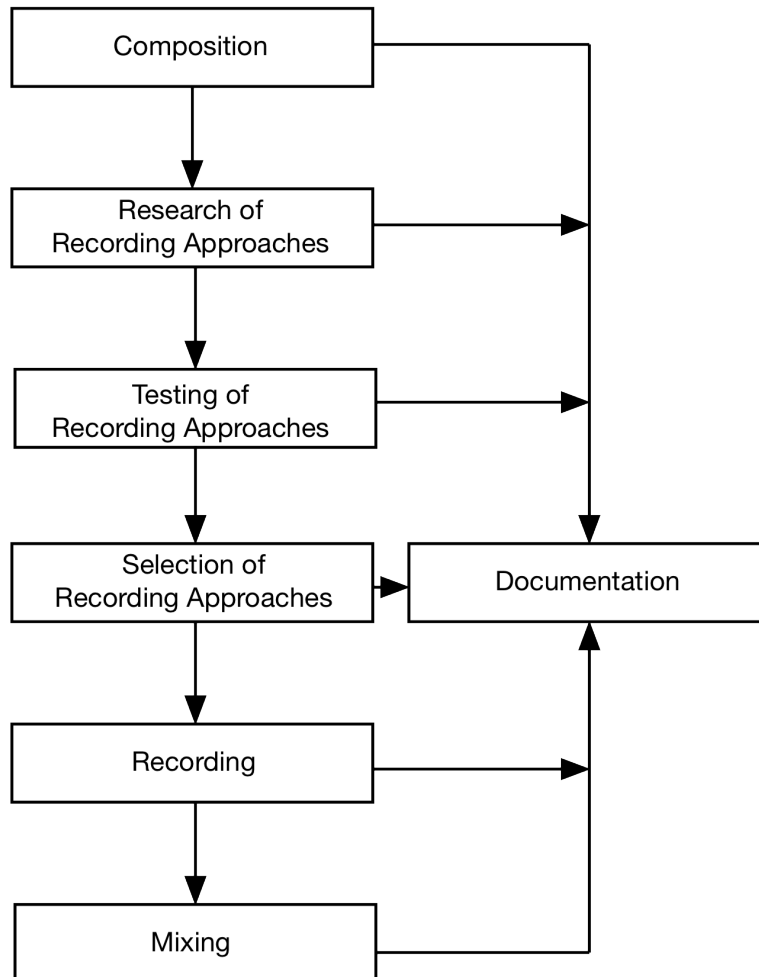 Composition
Research of
Recording Approaches
Testing of
Recording Approaches
Selection of
Recording Approaches
Documentation
Recording
Mixing